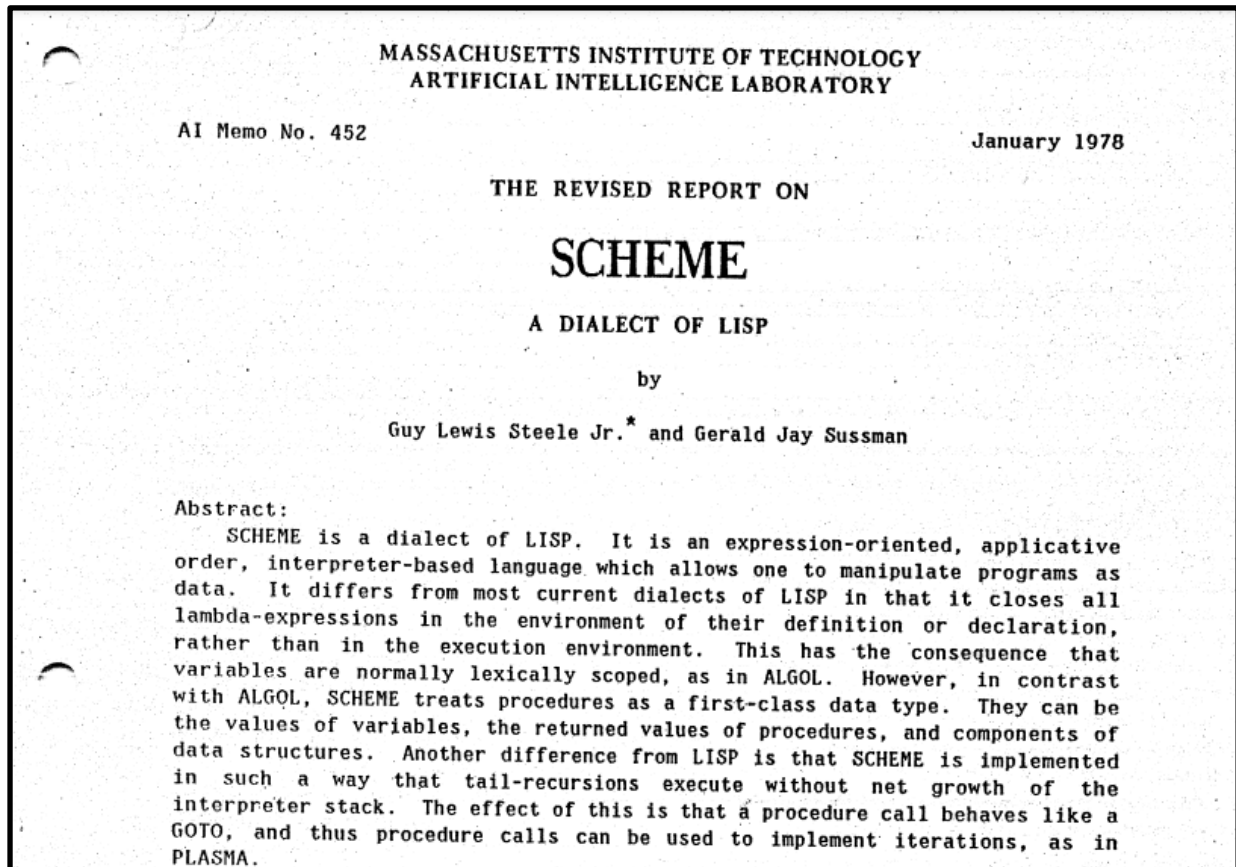 MASSACHUSETTS INSTITUTE OF TECHNOLOGY
ARTIFICIAL INTELLIGENCE LABORATORY
AI Memo No. 452
January 1978
THE REVISED REPORT ON
SCHEME
A DIALECT OF LISP
by
Guy Lewis Steele Jr.* and Gerald Jay Sussman
Abstract:
SCHEME is a dialect of LISP. It is an expression-oriented, applicative
order, interpreter-based language which allows one to manipulate programs as
data. It differs from most current dialects of LISP in that it closes all
lambda-expressions in the environment of their definition or declaration,
rather than in the execution environment. This has the consequence that
variables are normally lexically scoped, as in ALGOL. However, in contrast
with ALGOL, SCHEME treats procedures as a first-class data type. They can be
the values of variables, the returned values of procedures, and components of
data structures. Another difference from LISP is that SCHEME is implemented
in such a way that tail-recursions execute without net growth of the
interpreter stack. The effect of this is that a procedure call behaves like a
GOTO, and thus procedure calls can be used to implement iterations, as in
PLASMA.